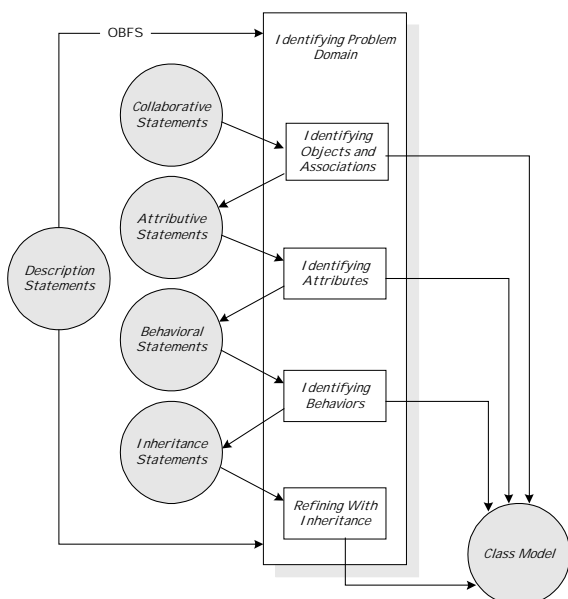 OBFS
Identifying Problem
Domain
Collaborative
Statements
Identifying
Objects and
Associations
Attributive
Statements
Description
Statements
Identifying
Attributes
Behavioral
Statements
Identifying
Behaviors
Inheritance
Statements
Refining With
Inheritance
Class Model